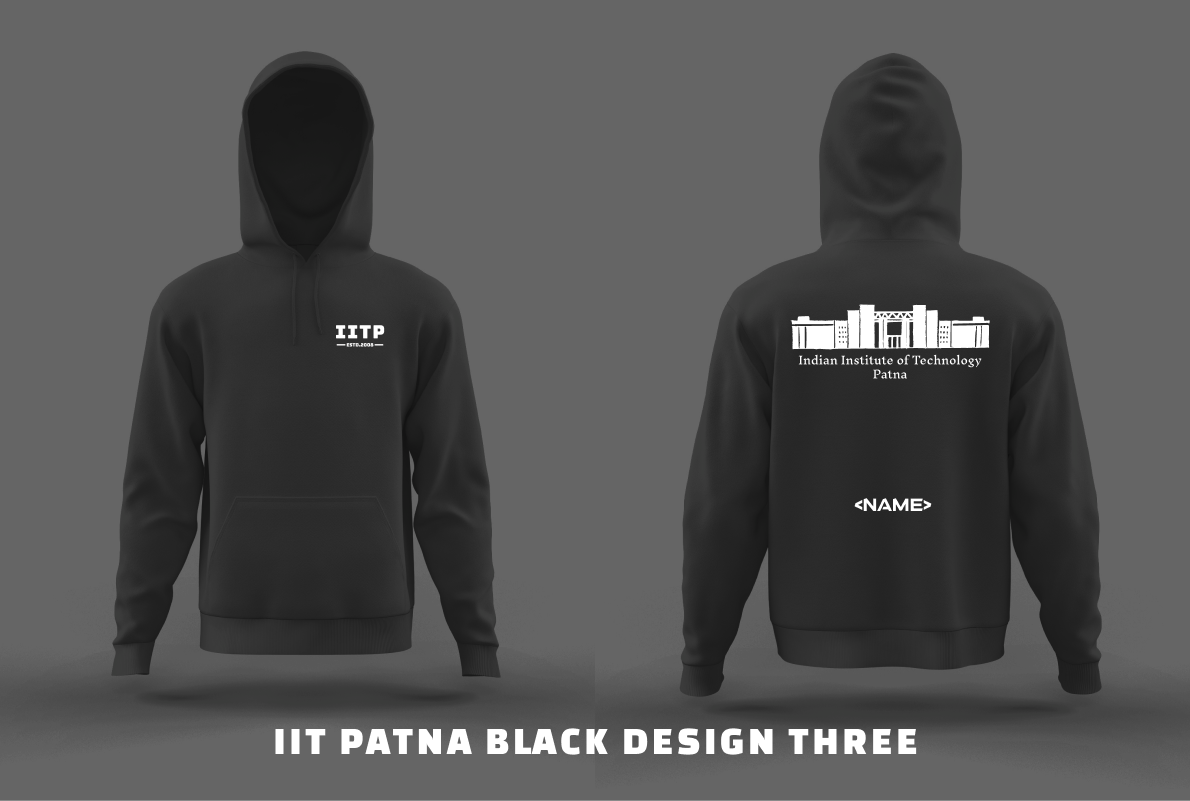 IITP
ESTD.2008
Indian Institute of Technology
Patna
<NAME>
IIT PATNA BLACK DESIGN THREE